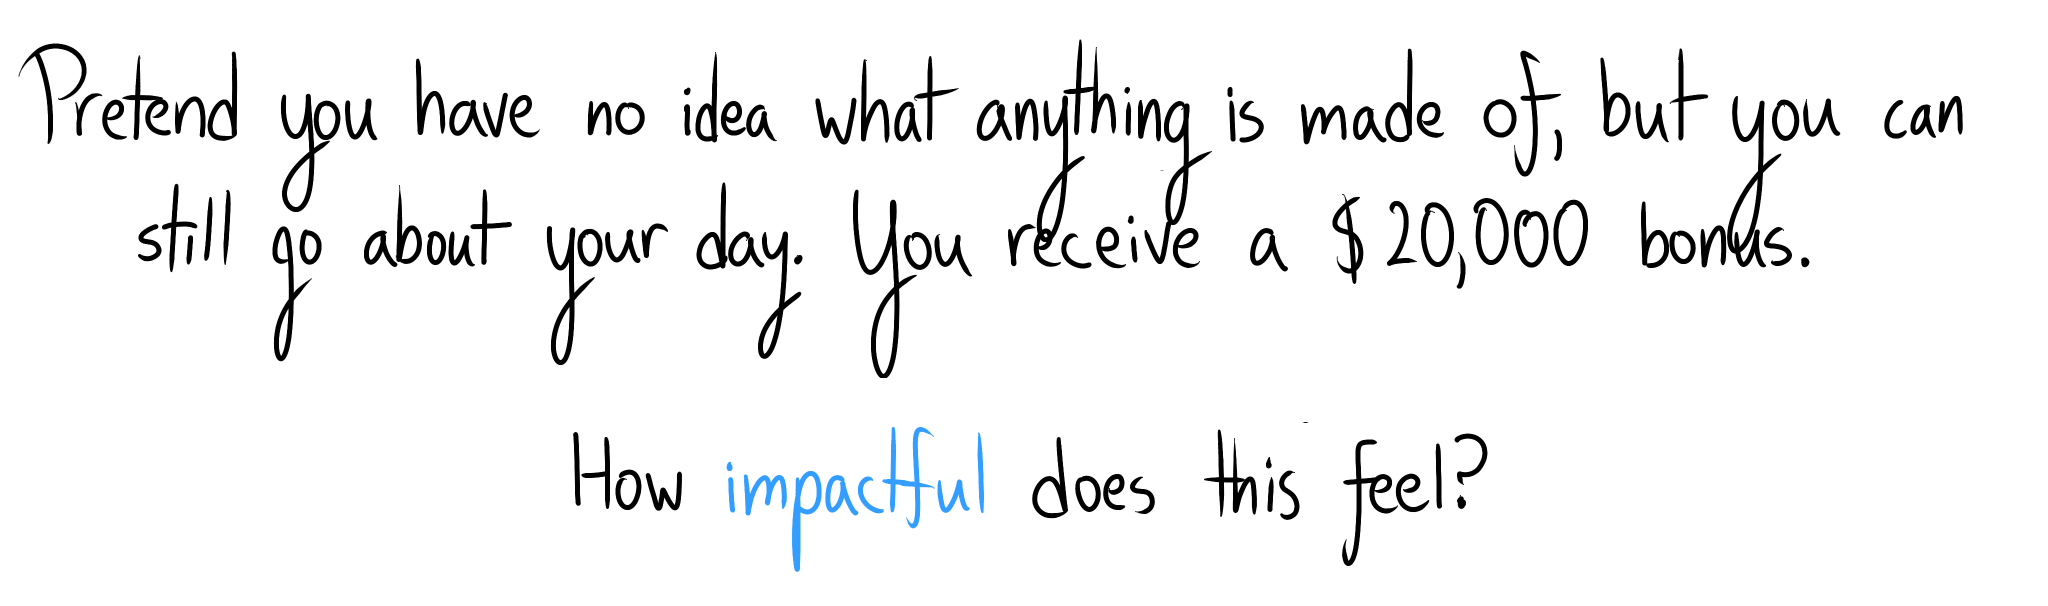 Pretend you have no idea what anything is made of, but you can
still go about your day. You receive a $20,000 bonus.
How impactful does this feel?